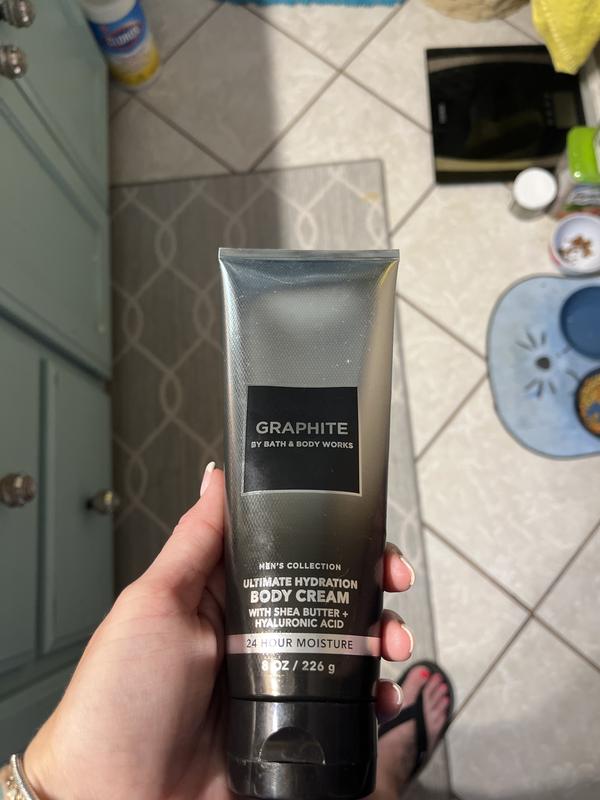 CLOROX
GRAPHITE
BY BATH & BODY WORKS
MEN'S COLLECTION
ULTIMATE HYDRATION
BODY CREAM
WITH SHEA BUTTER +
HYALURONIC ACID
24 HOUR MOISTURE
8 OZ / 226 g